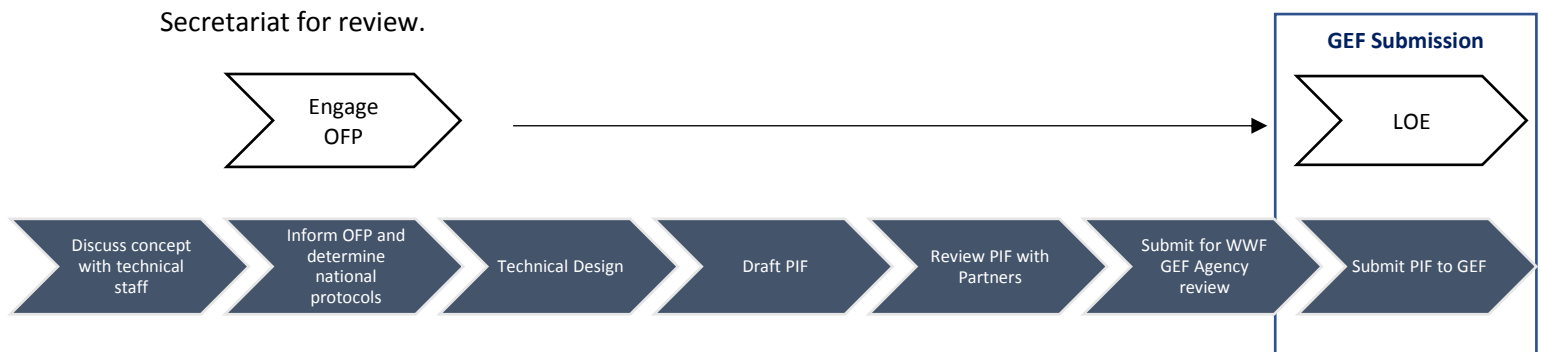 Secretariat for review.
GEF Submission
Engage
OFP
LOE
Discuss concept
with technical
staff
Inform OFP and
determine
national
protocols
Technical Design
Draft PIF
Review PIF with
Partners
Submit for WWF
GEF Agency
review
Submit PIF to GEF